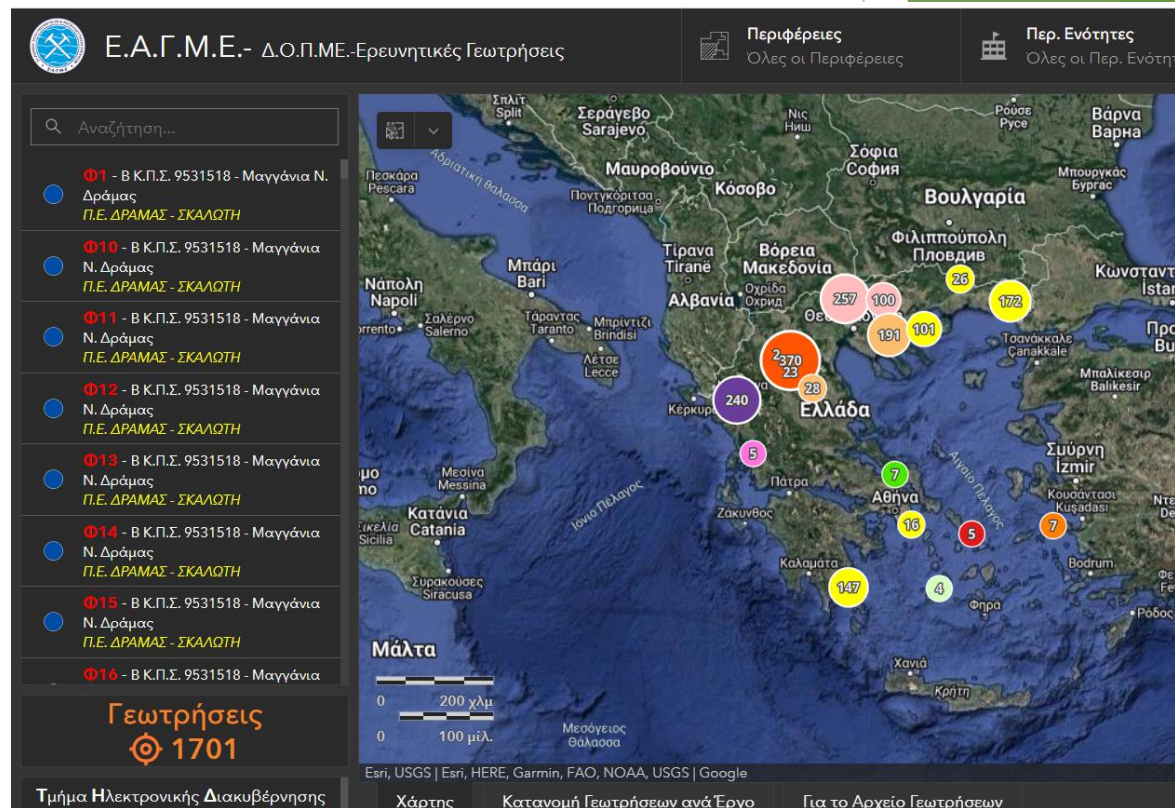 Ε.Α.Γ.Μ.Ε.- Δ.Ο.Π.ΜΕ.-Ερευνητικές Γεωτρήσεις
Περιφέρειες
Όλες οι Περιφέρειες
Περ. Ενότητες
Όλες οι Περ. Ενότητ
Αναζήτηση...
Φ1 - Β Κ.Π.Σ. 9531518 - Μαγγάνια Ν.
Δράμας
Π.Ε. ΔΡΑΜΑΣ - ΣΚΑΛΩΤΗ
Φ10 - Β Κ.Π.Σ. 9531518 - Μαγγάνια
Ν. Δράμας
Π.Ε. ΔΡΑΜΑΣ - ΣΚΑΛΩΤΗ
Φ11 - Β Κ.Π.Σ. 9531518 - Μαγγάνια
Ν. Δράμας
Π.Ε. ΔΡΑΜΑΣ - ΣΚΑΛΩΤΗ
Φ12 - Β Κ.Π.Σ. 9531518 - Μαγγάνια
Ν. Δράμας
Π.Ε. ΔΡΑΜΑΣ - ΣΚΑΛΩΤΗ
Φ13 - Β Κ.Π.Σ. 9531518 - Μαγγάνια
Ν. Δράμας
Π.Ε. ΔΡΑΜΑΣ - ΣΚΑΛΩΤΗ
Φ14 - Β Κ.Π.Σ. 9531518 - Μαγγάνια
Ν. Δράμας
Π.Ε. ΔΡΑΜΑΣ - ΣΚΑΛΩΤΗ
Φ15 - Β Κ.Π.Σ. 9531518 - Μαγγάνια
Ν. Δράμας
Π.Ε. ΔΡΑΜΑΣ - ΣΚΑΛΩΤΗ
Φ16 - Β Κ.Π.Σ. 9531518 - Μαγγάνια
Γεωτρήσεις
1701
Τμήμα Ηλεκτρονικής Διακυβέρνησης
Σπλιτ
Split
Σεράγεβο
Sarajevo
Νις
Ниш
Ρούσε
Русе
Βάρνα
Варна
Σόφια
София
Αδριατική θάλασσα
Πεσκάρα
Pescara
Μαυροβούνιο
Ποντγκόριτσα
Подгорица
Κόσοβο
Μπουργκάς
Бургас
Βουλγαρία
Φιλιππούπολη
Пловдив
Τίρανα
Tiranë
Βόρεια
Μακεδονία
Οχρίδα
Охрид
Αλβανία
Κωνσταντ
İstan
Νάπολη
Napoli
Μπάρι
Bari
Σαλέρνο
Salerno
Τάραντας
Taranto
Μπρίντιζι
Brindisi
Λέτσε
Lecce
Τσανάκκαλε
Çanakkale
Προ
Bu
Μπαλίκεσιρ
Balıkesir
257
100
26
172
191
101
2
370
23
28
240
5
7
16
5
7
147
4
Ελλάδα
Σμύρνη
İzmir
Αιγαίο Πέλαγος
Κουσάντασι
Kuşadası
Πάτρα
Αθήνα
Ζάκυνθος
Ιόνιο Πέλαγος
Μεσίνα
Messina
Κατάνια
Catania
Sicilia
Συρακούσες
Siracusa
Καλαμάτα
Bodrum
Φηρά
Ρόδος
Μάλτα
Χανιά
Κρήτη
0 200 χλμ
0 100 μίλ.
Μεσόγειος
Θάλασσα
Esri, USGS | Esri, HERE, Garmin, FAO, NOAA, USGS | Google
Χάρτης
Κατανομή Γεωτρήσεων ανά Έργο
Για το Αρχείο Γεωτρήσεων